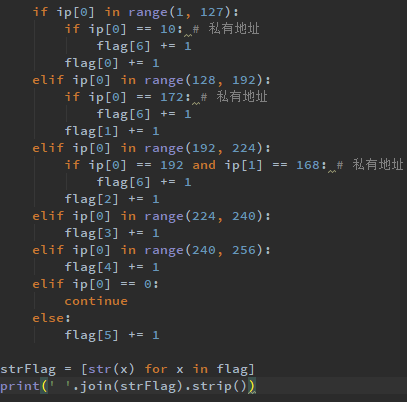 if ip[0] in range(1, 127):
if ip[0] == 10: # 私有地址
flag[6] += 1
flag[0] += 1
elif ip[0] in range(128, 192):
if ip[0] == 172: # 私有地址
flag[6] += 1
flag[1] += 1
elif ip[0] in range(192, 224):
if ip[0] == 192 and ip[1] == 168: # 私有地址
flag[6] += 1
flag[2] += 1
elif ip[0] in range(224, 240):
flag[3] += 1
elif ip[0] in range(240, 256):
flag[4] += 1
elif ip[0] == 0:
continue
else:
flag[5] += 1
strFlag = [str(x) for x in flag]
print(' '.join(strFlag).strip())